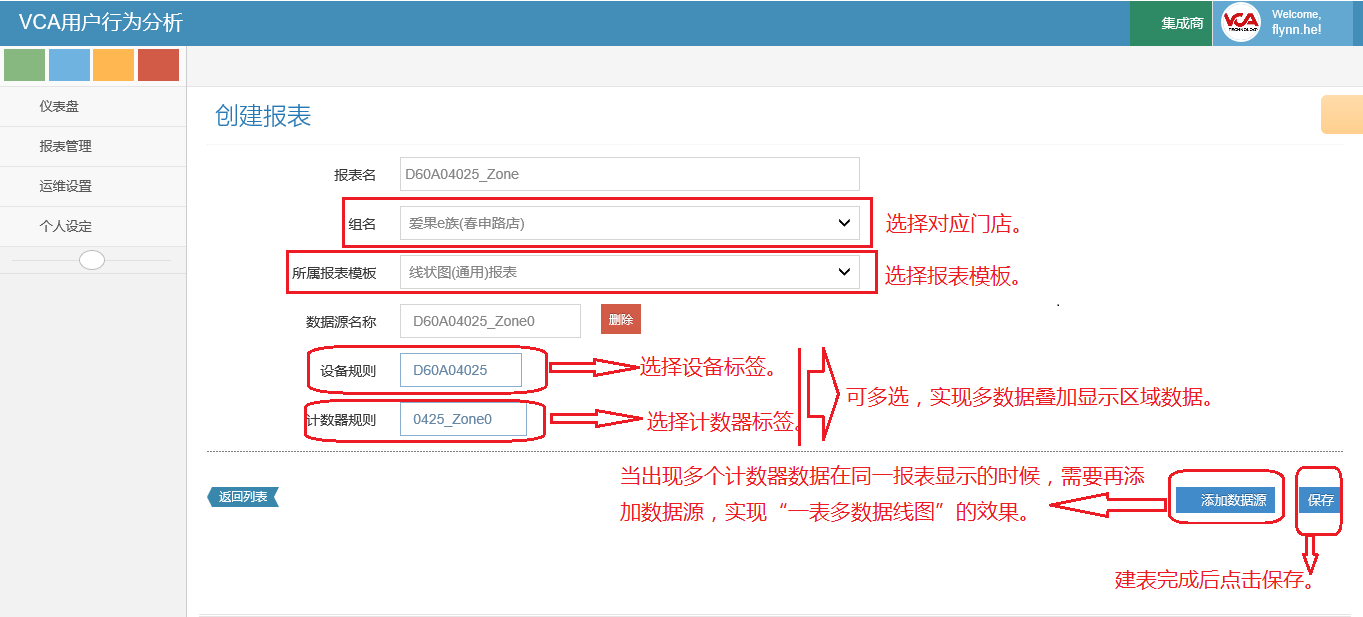 VCA用户行为分析
集成商
VCA
TECHNOLOGY
Welcome,
flynn.he!
仪表盘
报表管理
运维设置
个人设定
创建报表
报表名
D60A04025_Zone
组名
爱果e族(春申路店)
选择对应门店。
所属报表模板
线状图(通用)报表
选择报表模板。
数据源名称
D60A04025_Zone0
删除
设备规则
D60A04025
选择设备标签。
可多选，实现多数据叠加显示区域数据。
计数器规则
0425_Zone0
选择计数器标签。
当出现多个计数器数据在同一报表显示的时候，需要再添
加数据源，实现“一表多数据线图”的效果。
返回列表
添加数据源
保存
建表完成后点击保存。